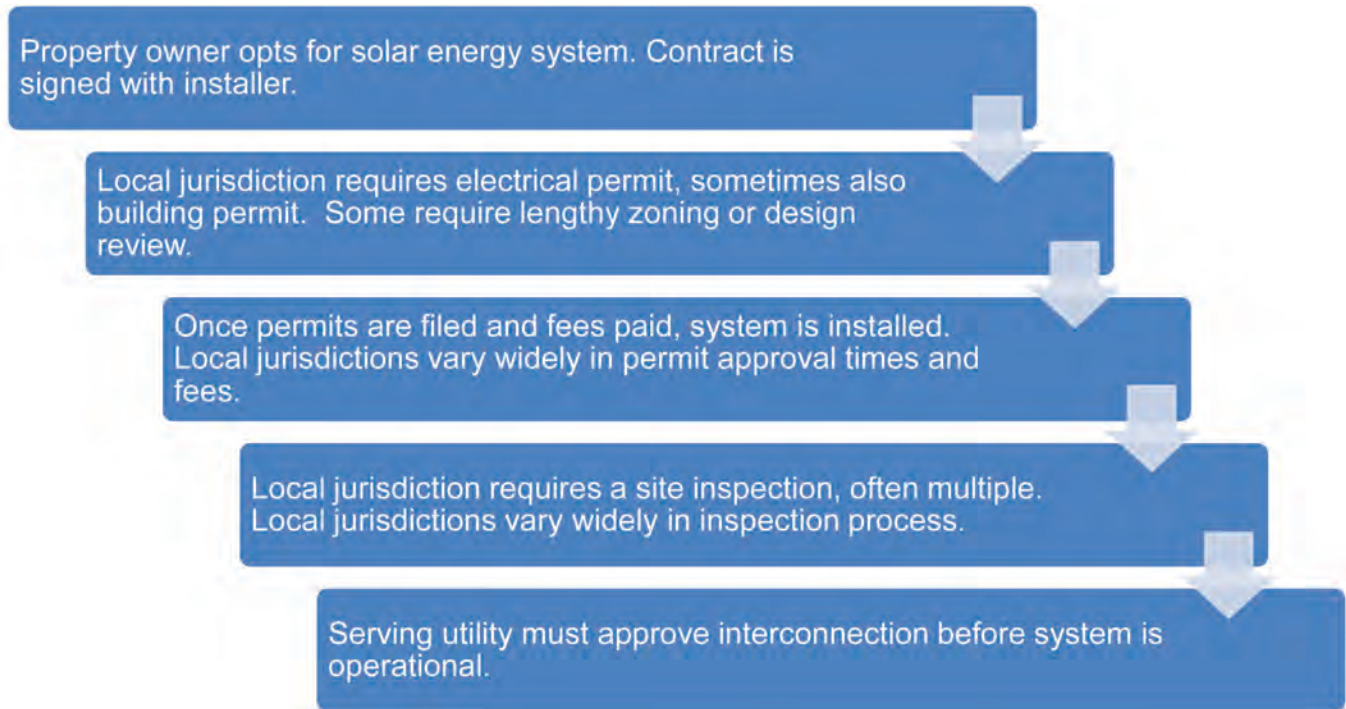 Property owner opts for solar energy system. Contract is
signed with installer.
Local jurisdiction requires electrical permit, sometimes also
building permit.  Some require lengthy zoning or design
review.
Once permits are filed and fees paid, system is installed.
Local jurisdictions vary widely in permit approval times and
fees.
Local jurisdiction requires a site inspection, often multiple.
Local jurisdictions vary widely in inspection process.
Serving utility must approve interconnection before system is
operational.